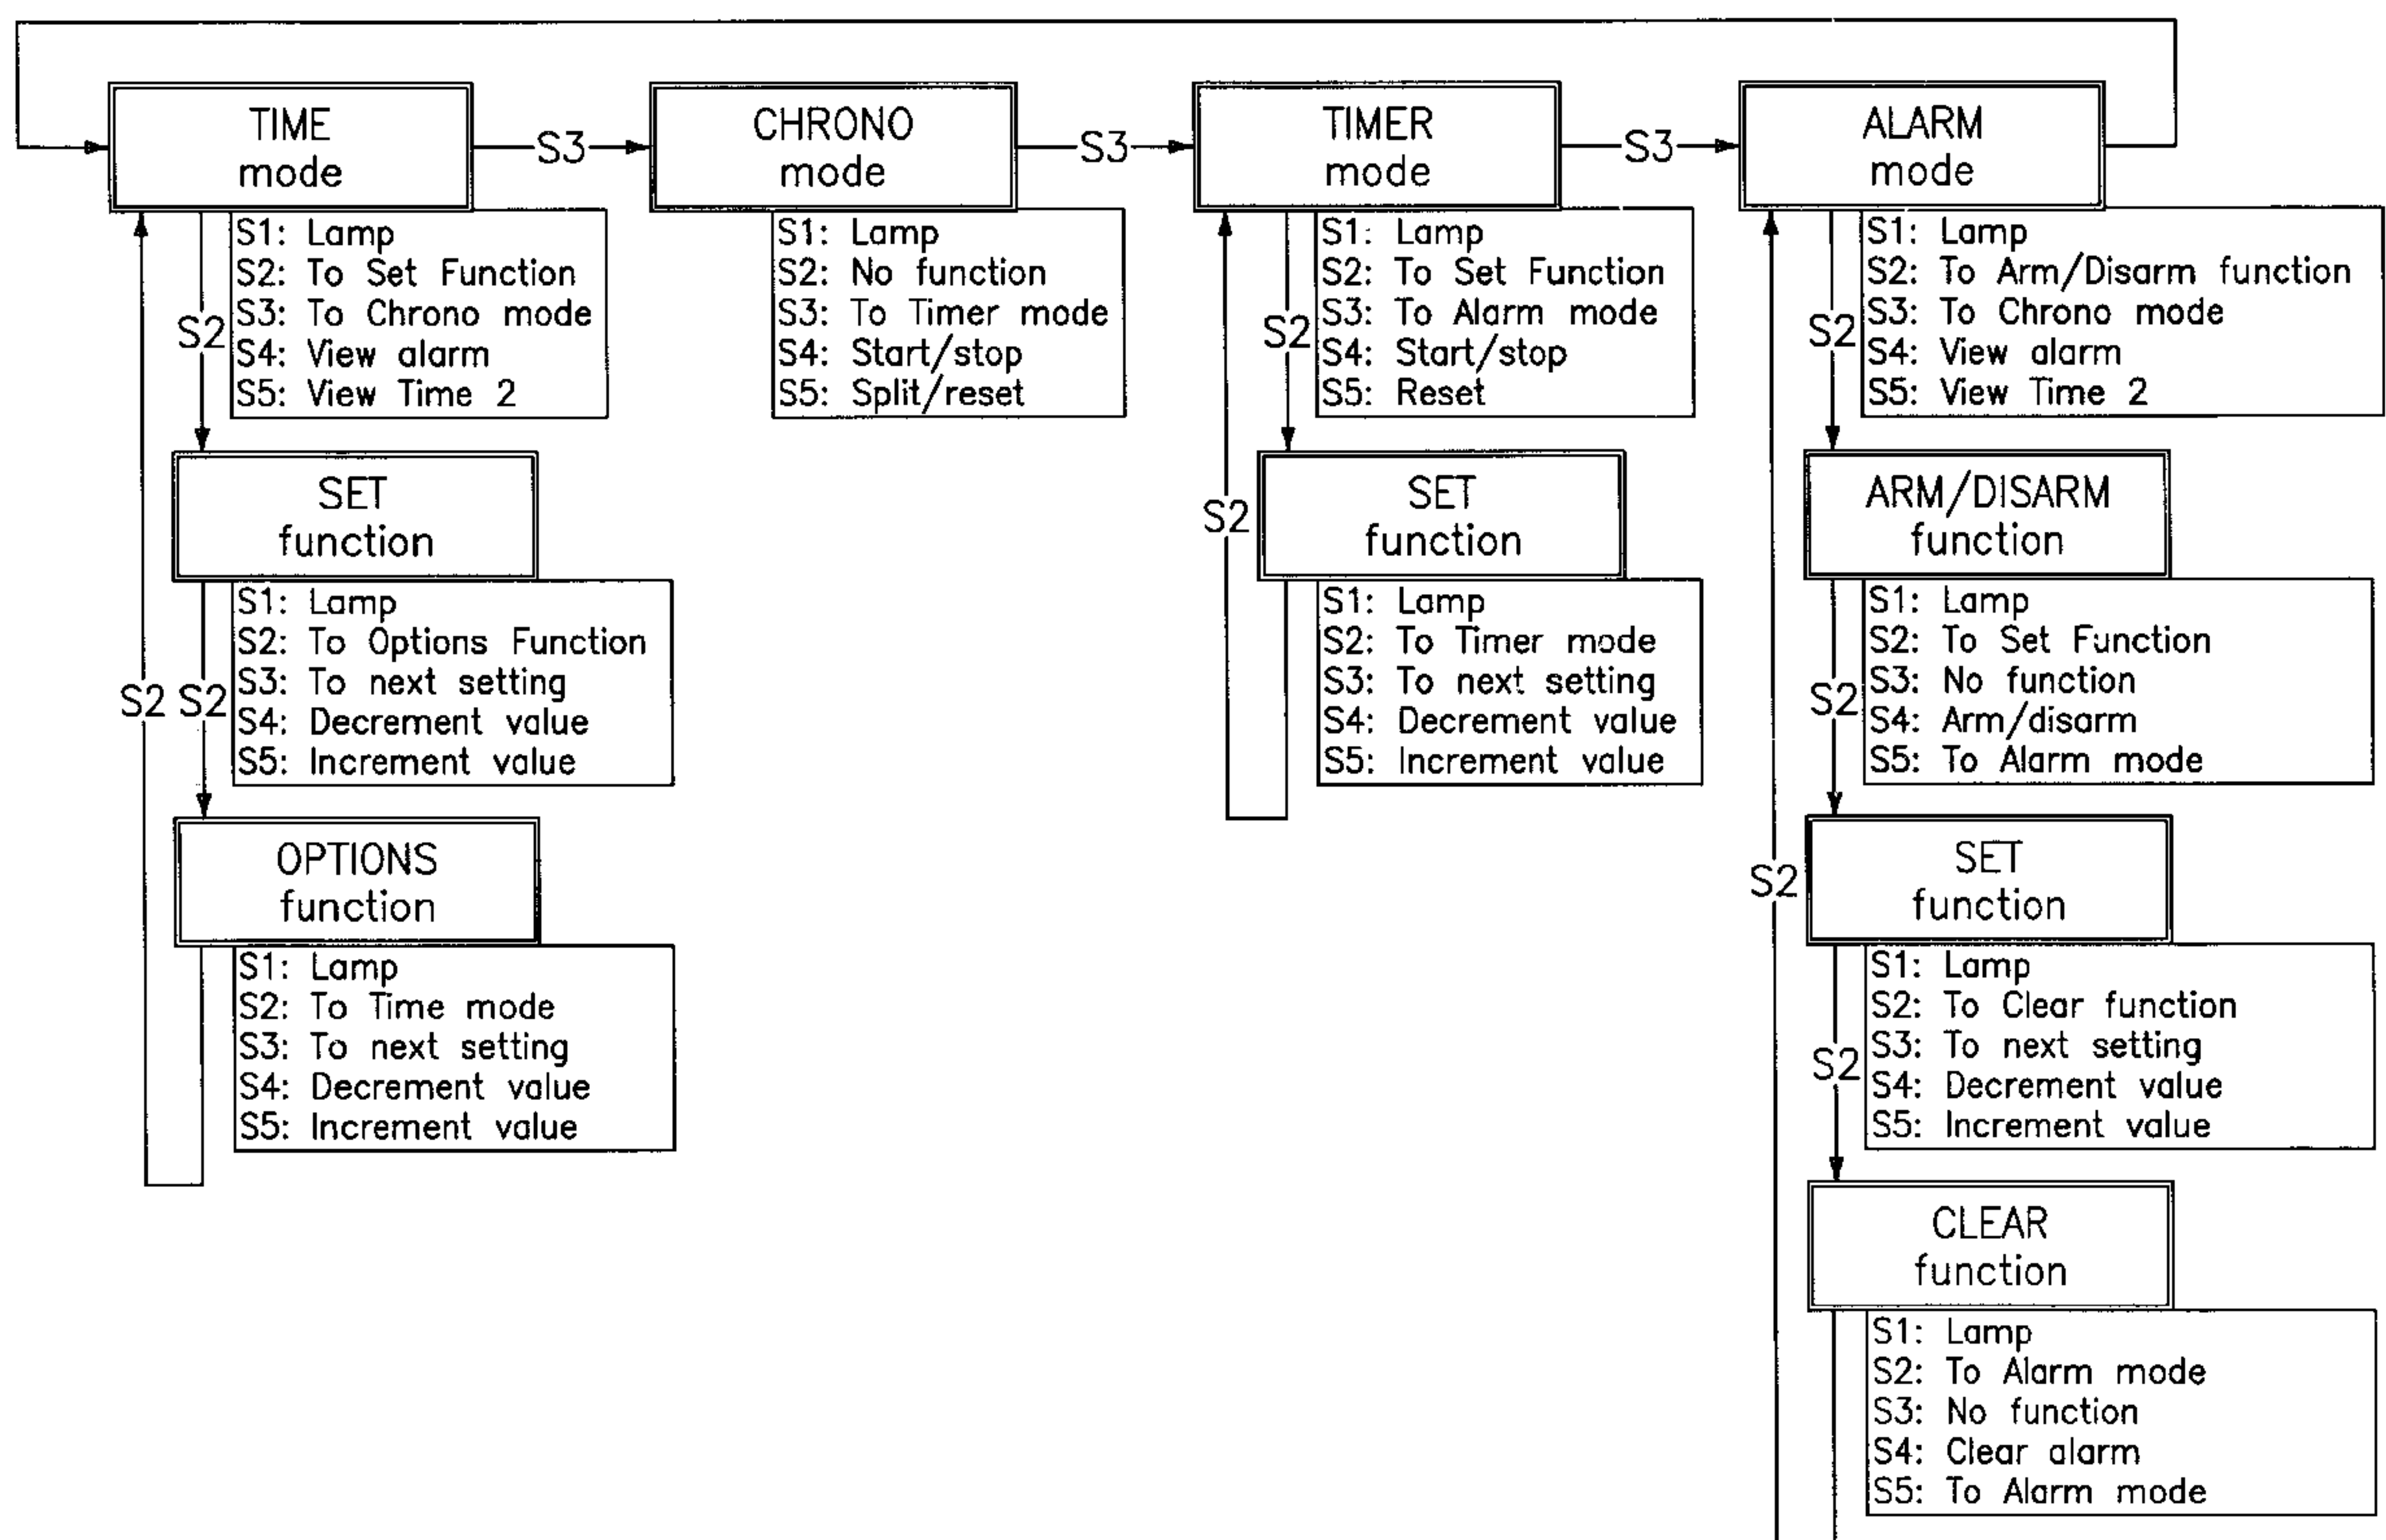 TIME
mode
S3
CHRONO
mode
S3
TIMER
mode
S3
ALARM
mode
S1: Lamp
S2: To Set Function
S3: To Chrono mode
S4: View alarm
S5: View Time 2
S2
S1: Lamp
S2: No function
S3: To Timer mode
S4: Start/stop
S5: Split/reset
S1: Lamp
S2: To Set Function
S3: To Alarm mode
S4: Start/stop
S5: Reset
S2
S1: Lamp
S2: To Arm/Disarm function
S3: To Chrono mode
S4: View alarm
S5: View Time 2
S2
SET
function
S2
SET
function
ARM/DISARM
function
S1: Lamp
S2: To Options Function
S3: To next setting
S4: Decrement value
S5: Increment value
S2 S2
S1: Lamp
S2: To Timer mode
S3: To next setting
S4: Decrement value
S5: Increment value
S1: Lamp
S2: To Set Function
S3: No function
S4: Arm/disarm
S5: To Alarm mode
S2
OPTIONS
function
S2
SET
function
S1: Lamp
S2: To Time mode
S3: To next setting
S4: Decrement value
S5: Increment value
S1: Lamp
S2: To Clear function
S3: To next setting
S4: Decrement value
S5: Increment value
S2
CLEAR
function
S1: Lamp
S2: To Alarm mode
S3: No function
S4: Clear alarm
S5: To Alarm mode